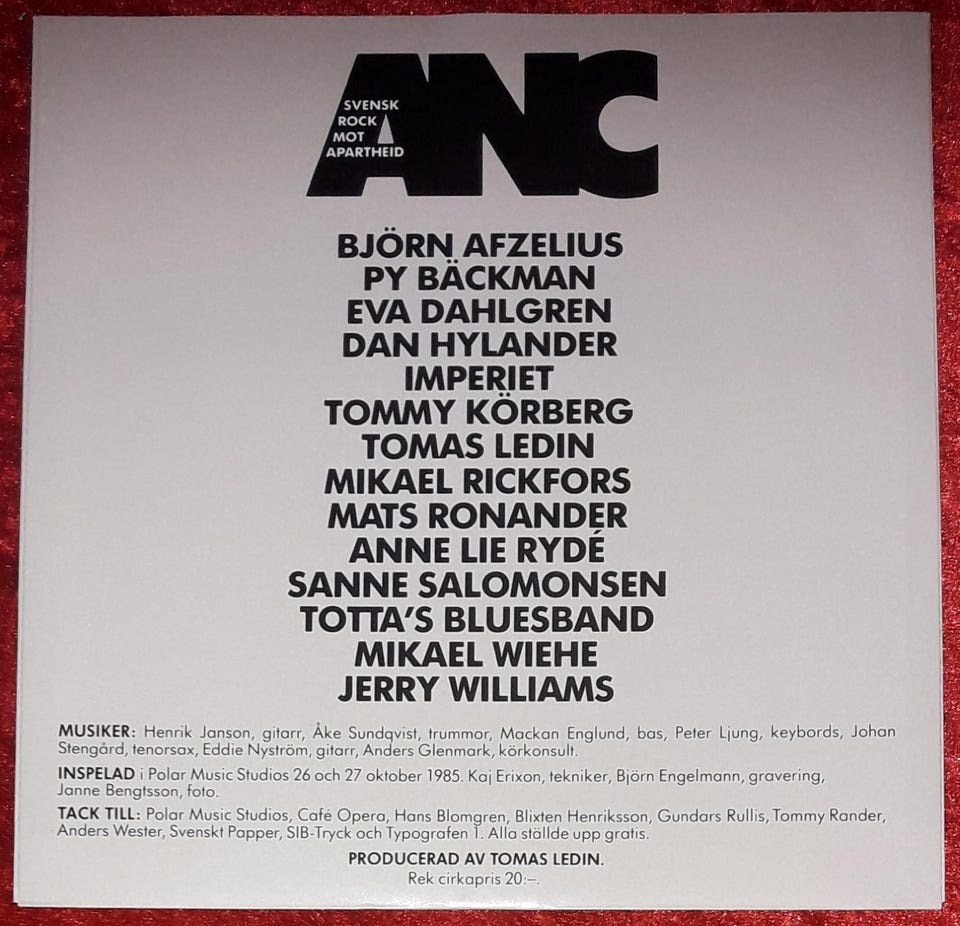 ANC
SVENSK
ROCK
MOT
APARTHEID
BJÖRN AFZELIUS
PY BÄCKMAN
EVA DAHLGREN
DAN HYLANDER
IMPERIET
TOMMY KÖRBERG
TOMAS LEDIN
MIKAEL RICKFORS
MATS RONANDER
ANNE LIE RYDÉ
SANNE SALOMONSEN
TOTTA'S BLUESBAND
MIKAEL WIEHE
JERRY WILLIAMS
MUSIKER: Henrik Janson, gitarr, Åke Sundqvist, trummor, Mackan Englund, bas, Peter Ljung, keybords, Johan
Stengård, tenorsax, Eddie Nyström, gitarr, Anders Glenmark, körkonsult.
INSPELAD i Polar Music Studios 26 och 27 oktober 1985. Kaj Erixon, tekniker, Björn Engelmann, gravering,
Janne Bengtsson, foto.
TACK TILL: Polar Music Studios, Café Opera, Hans Blomgren, Blixten Henriksson, Gundars Rullis, Tommy Rander,
Anders Wester, Svenskt Papper, SIB-Tryck och Typografen 1. Alla ställde upp gratis.
PRODUCERAD AV TOMAS LEDIN.
Rek cirkapris 20:–.